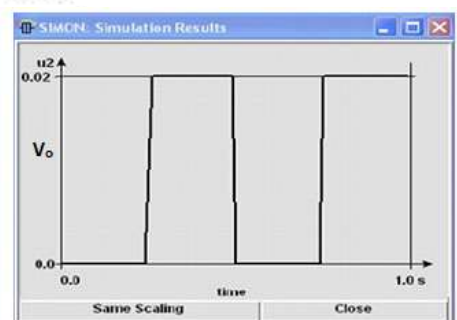 SIMON: Simulation Results
u2
0.02
Vₒ
0.0
0.0
1.0 s
time
Same Scaling
Close